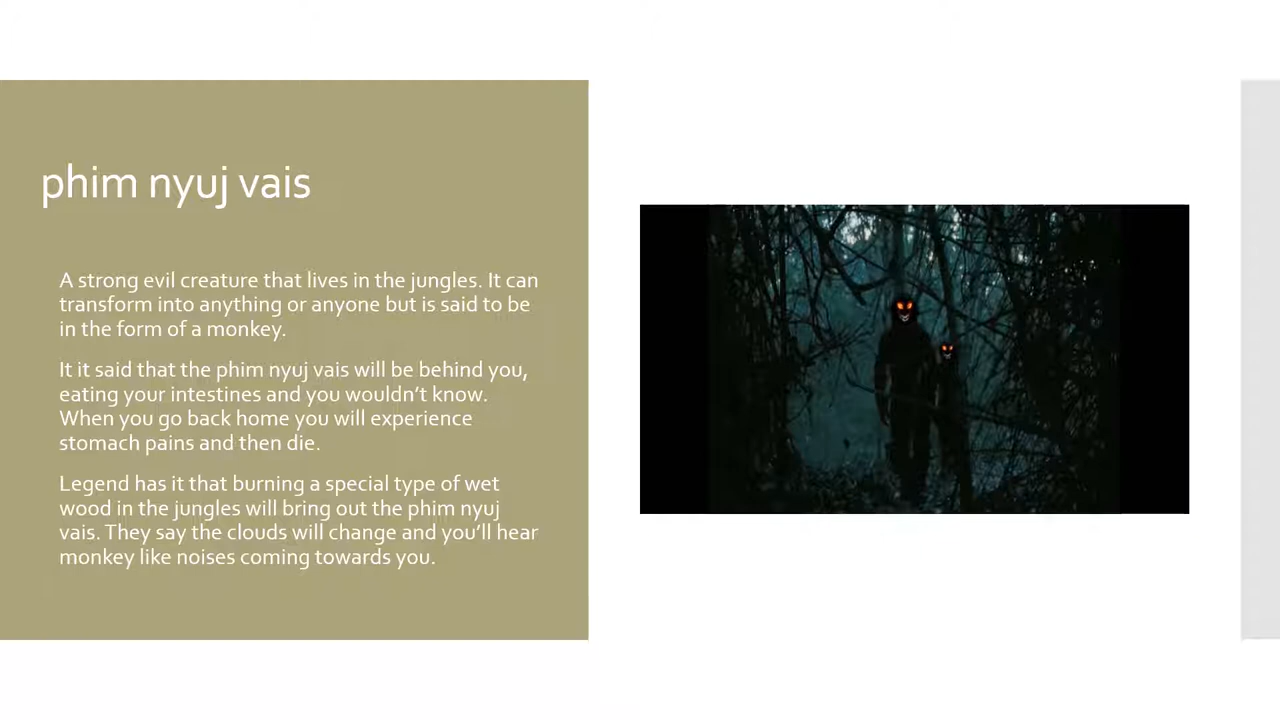 phim nyuj vais
A strong evil creature that lives in the jungles. It can
transform into anything or anyone but is said to be
in the form of a monkey.
It it said that the phim nyuj vais will be behind you,
eating your intestines and you wouldn't know.
When you go back home you will experience
stomach pains and then die.
Legend has it that burning a special type of wet
wood in the jungles will bring out the phim nyuj
vais. They say the clouds will change and you'll hear
monkey like noises coming towards you.